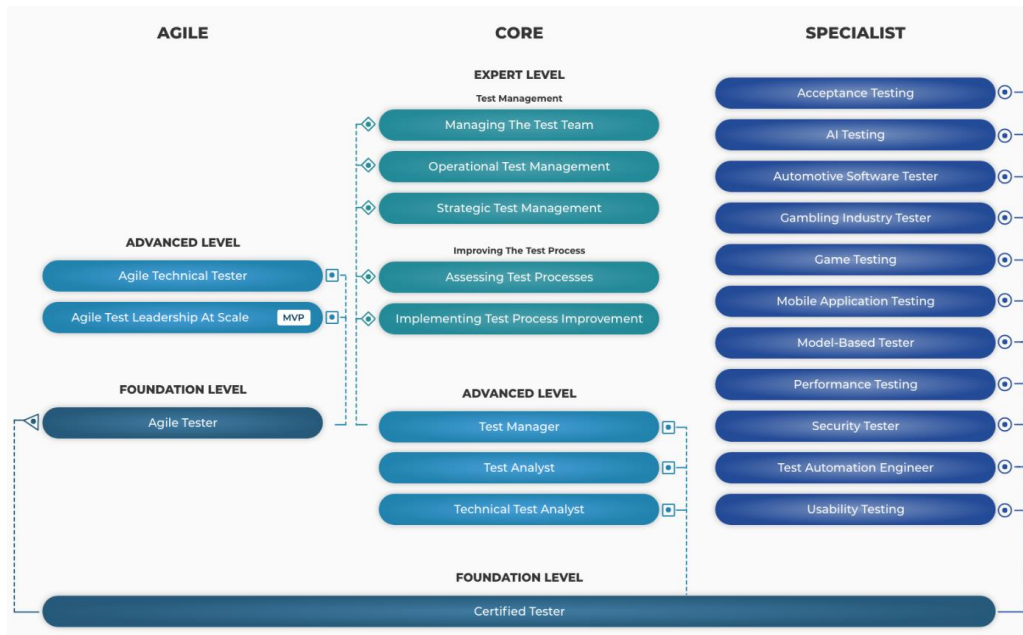 AGILE
CORE
SPECIALIST
ADVANCED LEVEL
Agile Technical Tester
Agile Test Leadership At Scale MVP
FOUNDATION LEVEL
Agile Tester
EXPERT LEVEL
Test Management
Managing The Test Team
Operational Test Management
Strategic Test Management
Improving The Test Process
Assessing Test Processes
Implementing Test Process Improvement
ADVANCED LEVEL
Test Manager
Test Analyst
Technical Test Analyst
Acceptance Testing
AI Testing
Automotive Software Tester
Gambling Industry Tester
Game Testing
Mobile Application Testing
Model-Based Tester
Performance Testing
Security Tester
Test Automation Engineer
Usability Testing
FOUNDATION LEVEL
Certified Tester